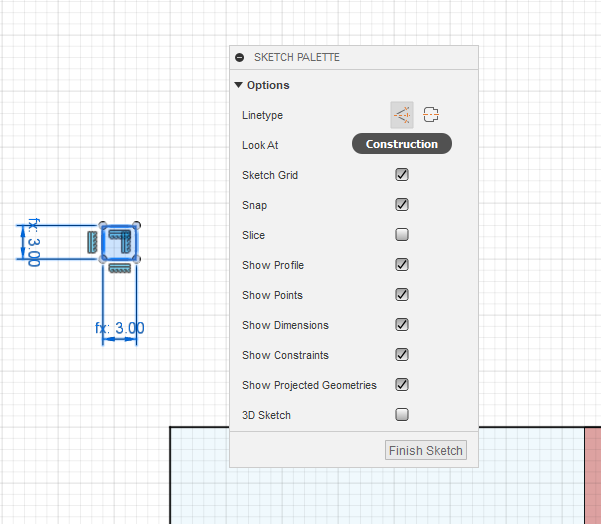 SKETCH PALETTE
Options
Linetype
Look At
Construction
Sketch Grid
Snap
Slice
Show Profile
Show Points
Show Dimensions
Show Constraints
Show Projected Geometries
3D Sketch
Finish Sketch
fx: 3.00
fx: 3.00